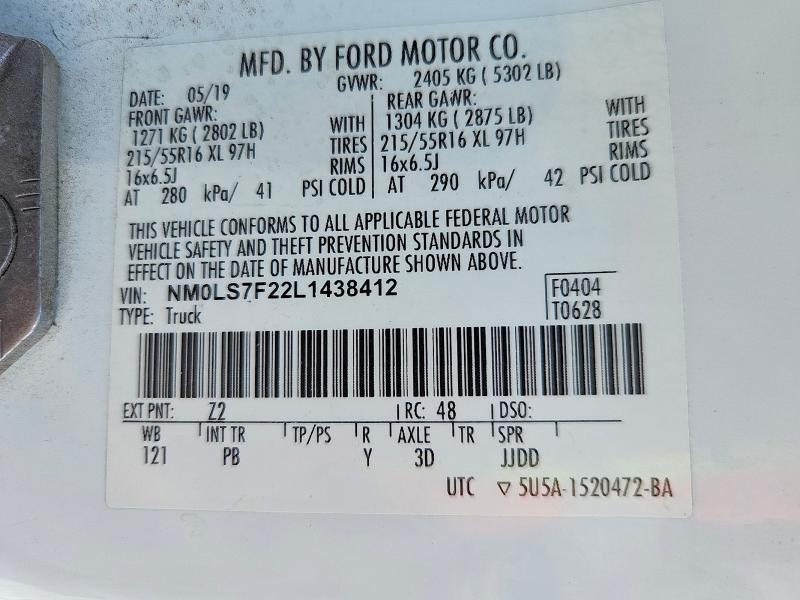 MFD. BY FORD MOTOR CO.
DATE: 05/19 GVWR: 2405 KG ( 5302 LB)
FRONT GAWR: REAR GAWR:
1271 KG ( 2802 LB) WITH 1304 KG ( 2875 LB) WITH
215/55R16 XL 97H TIRES 215/55R16 XL 97H TIRES
16x6.5J RIMS 16x6.5J RIMS
AT 280 kPa/ 41 PSI COLD AT 290 kPa/ 42 PSI COLD
THIS VEHICLE CONFORMS TO ALL APPLICABLE FEDERAL MOTOR
VEHICLE SAFETY AND THEFT PREVENTION STANDARDS IN
EFFECT ON THE DATE OF MANUFACTURE SHOWN ABOVE.
VIN: NM0LS7F22L1438412 F0404
TYPE: Truck T0628
EXT PNT: Z2 RC: 48 DSO:
WB INT TR TP/PS R AXLE TR SPR
121 PB Y 3D JJDD
UTC ▽ 5U5A-1520472-BA